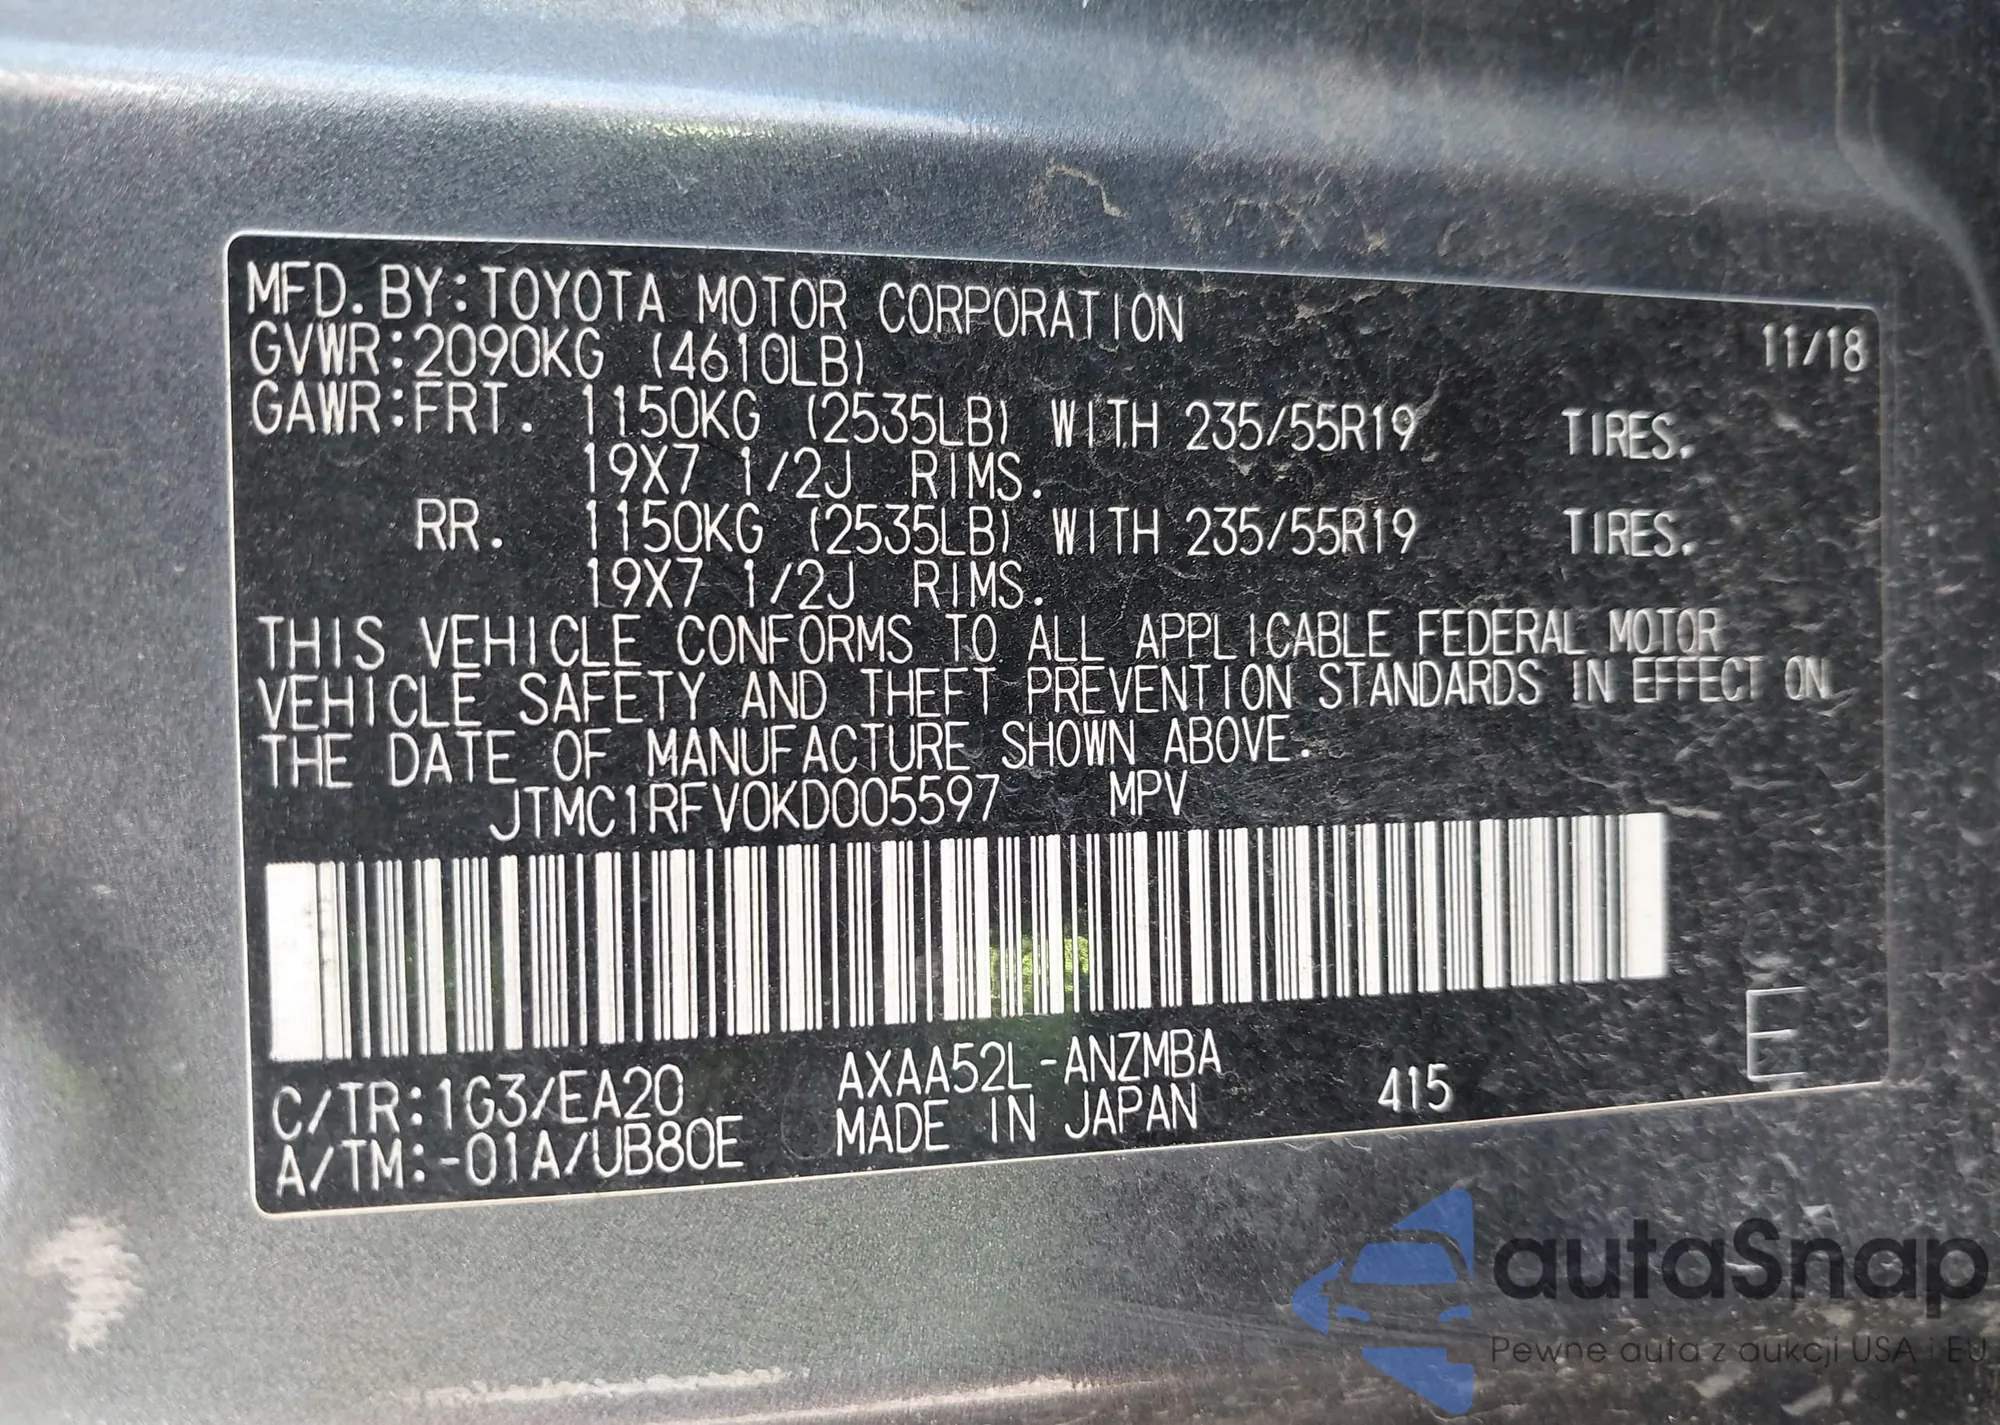 MFD. BY: TOYOTA MOTOR CORPORATION 11/18
GVWR: 2090KG (4610LB)
GAWR: FRT. 1150KG (2535LB) WITH 235/55R19 TIRES.
19X7 1/2J RIMS.
RR. 1150KG (2535LB) WITH 235/55R19 TIRES.
19X7 1/2J RIMS.
THIS VEHICLE CONFORMS TO ALL APPLICABLE FEDERAL MOTOR
VEHICLE SAFETY AND THEFT PREVENTION STANDARDS IN EFFECT ON
THE DATE OF MANUFACTURE SHOWN ABOVE.
JTMC1RFV0KD005597 MPV
C/TR: 1G3/EA20 AXAA52L-ANZMBA 415 E
A/TM: -01A/UB80E MADE IN JAPAN
autaSnap
Pewne auta z aukcji USA i EU